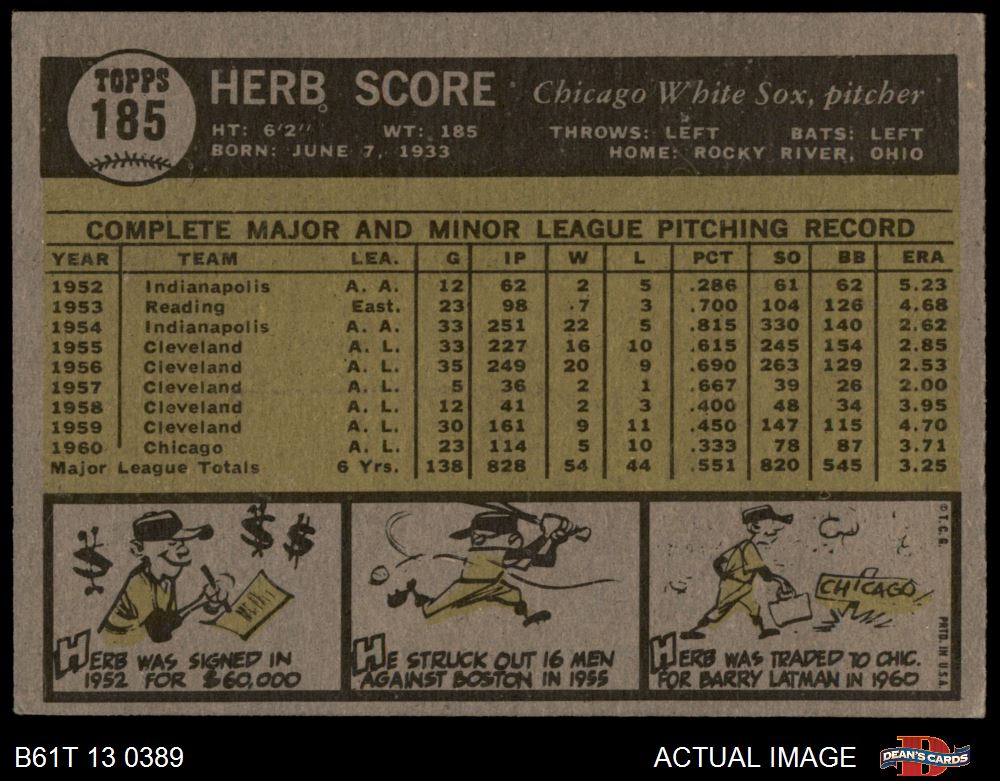 TOPPS
185
HERB SCORE Chicago White Sox, pitcher
HT: 6'2" WT: 185 THROWS: LEFT BATS: LEFT
BORN: JUNE 7, 1933 HOME: ROCKY RIVER, OHIO
COMPLETE MAJOR AND MINOR LEAGUE PITCHING RECORD
YEAR TEAM LEA. G IP W L PCT SO BB ERA
1952 Indianapolis A. A. 12 62 2 5 .286 61 62 5.23
1953 Reading East. 23 98 7 3 .700 104 126 4.68
1954 Indianapolis A. A. 33 251 22 5 .815 330 140 2.62
1955 Cleveland A. L. 33 227 16 10 .615 245 154 2.85
1956 Cleveland A. L. 35 249 20 9 .690 263 129 2.53
1957 Cleveland A. L. 5 36 2 1 .667 39 26 2.00
1958 Cleveland A. L. 12 41 2 3 .400 48 34 3.95
1959 Cleveland A. L. 30 161 9 11 .450 147 115 4.70
1960 Chicago A. L. 23 114 5 10 .333 78 87 3.71
Major League Totals 6 Yrs. 138 828 54 44 .551 820 545 3.25
$ $ $
HERB WAS SIGNED IN
1952 FOR $60,000
HE STRUCK OUT 16 MEN
AGAINST BOSTON IN 1955
CHICAGO
HERB WAS TRADED TO CHIC.
FOR BARRY LATMAN IN 1960
© T.C.G. PRTD. IN U.S.A.
B61T 13 0389 ACTUAL IMAGE DEAN'S CARDS